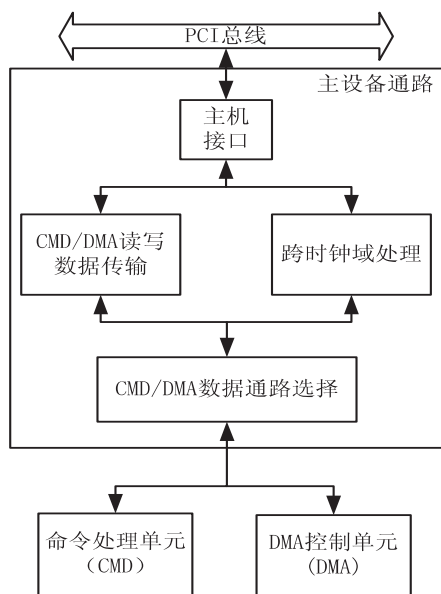 PCI总线
主设备通路
主机
接口
CMD/DMA读写
数据传输
跨时钟域处理
CMD/DMA数据通路选择
命令处理单元
（CMD）
DMA控制单元
(DMA)